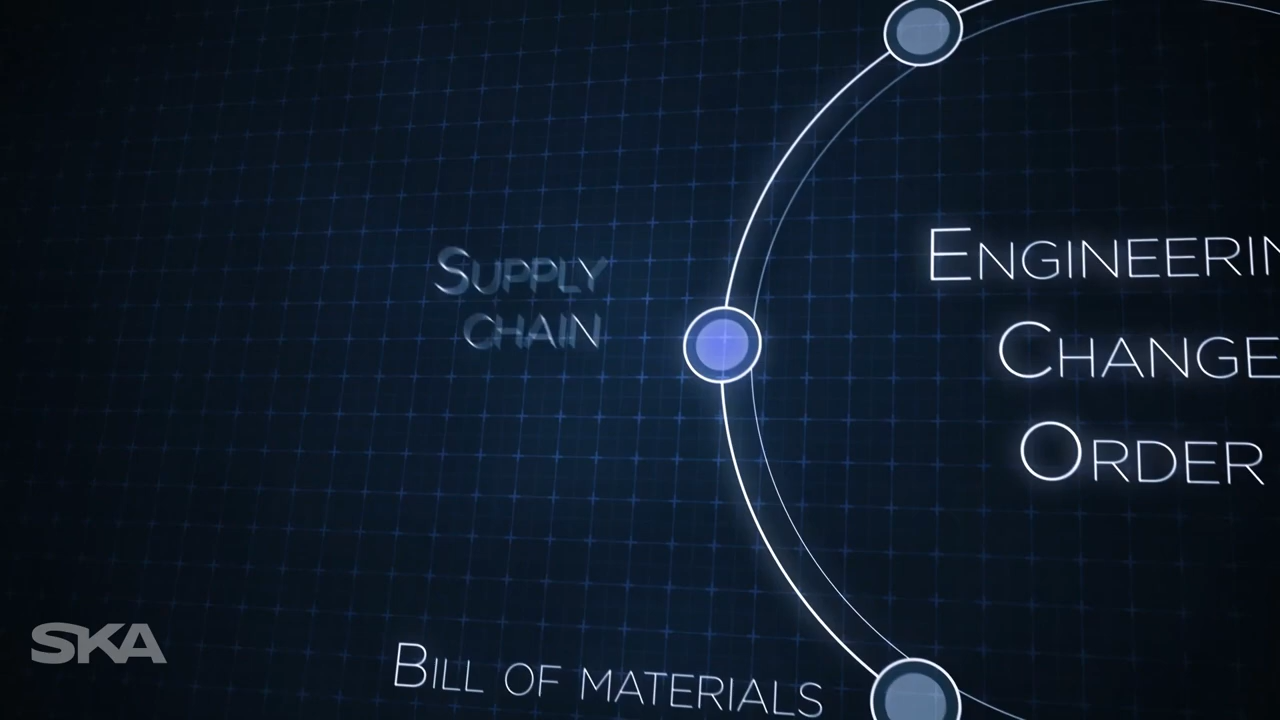 Supply
chain
Engineerin
Change
Order
Bill of materials
SKA